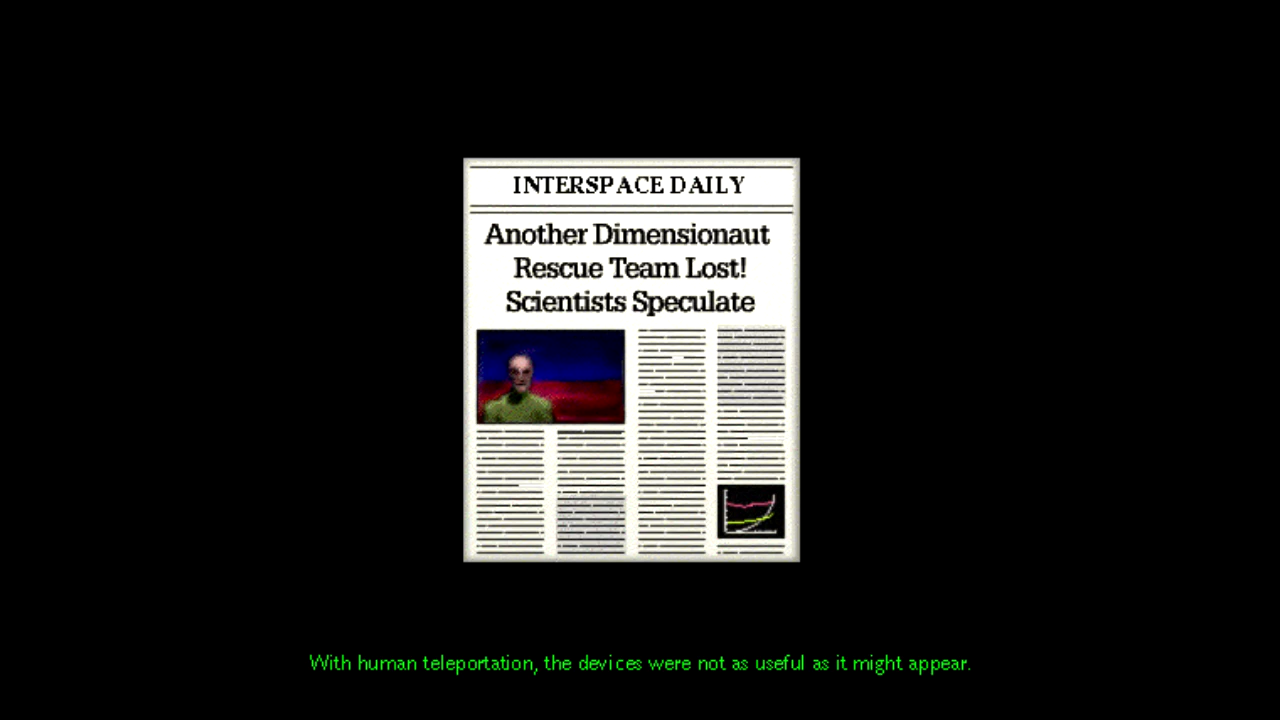 INTERSPACE DAILY
Another Dimensionaut
Rescue Team Lost!
Scientists Speculate
With human teleportation, the devices were not as useful as it might appear.